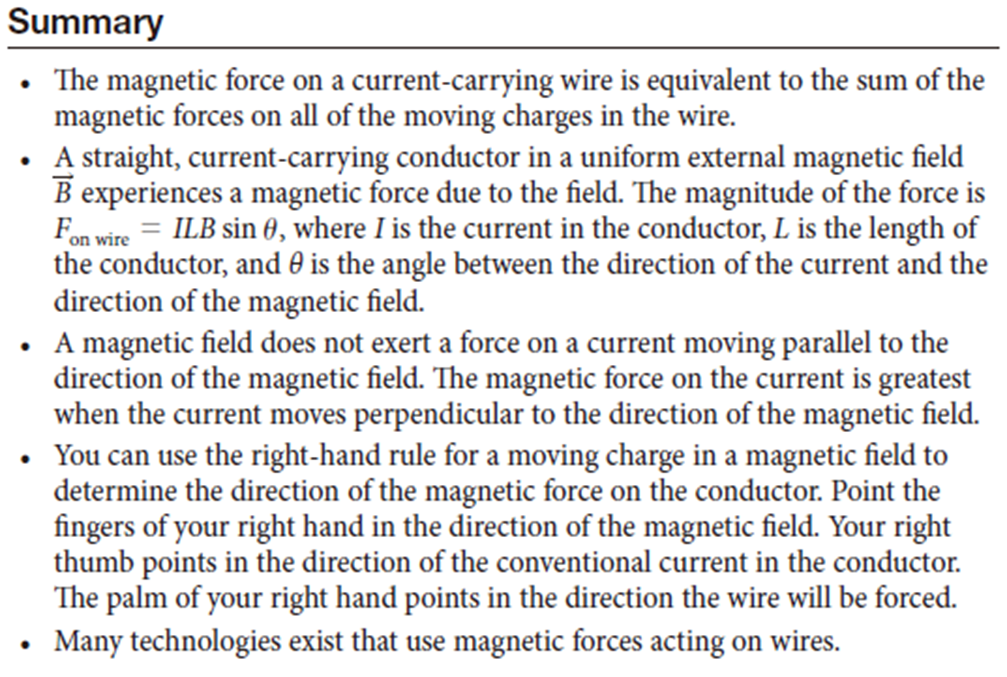 Summary
• The magnetic force on a current-carrying wire is equivalent to the sum of the
magnetic forces on all of the moving charges in the wire.
• A straight, current-carrying conductor in a uniform external magnetic field
B⃗ experiences a magnetic force due to the field. The magnitude of the force is
F_on wire = ILB sin θ, where I is the current in the conductor, L is the length of
the conductor, and θ is the angle between the direction of the current and the
direction of the magnetic field.
• A magnetic field does not exert a force on a current moving parallel to the
direction of the magnetic field. The magnetic force on the current is greatest
when the current moves perpendicular to the direction of the magnetic field.
• You can use the right-hand rule for a moving charge in a magnetic field to
determine the direction of the magnetic force on the conductor. Point the
fingers of your right hand in the direction of the magnetic field. Your right
thumb points in the direction of the conventional current in the conductor.
The palm of your right hand points in the direction the wire will be forced.
• Many technologies exist that use magnetic forces acting on wires.